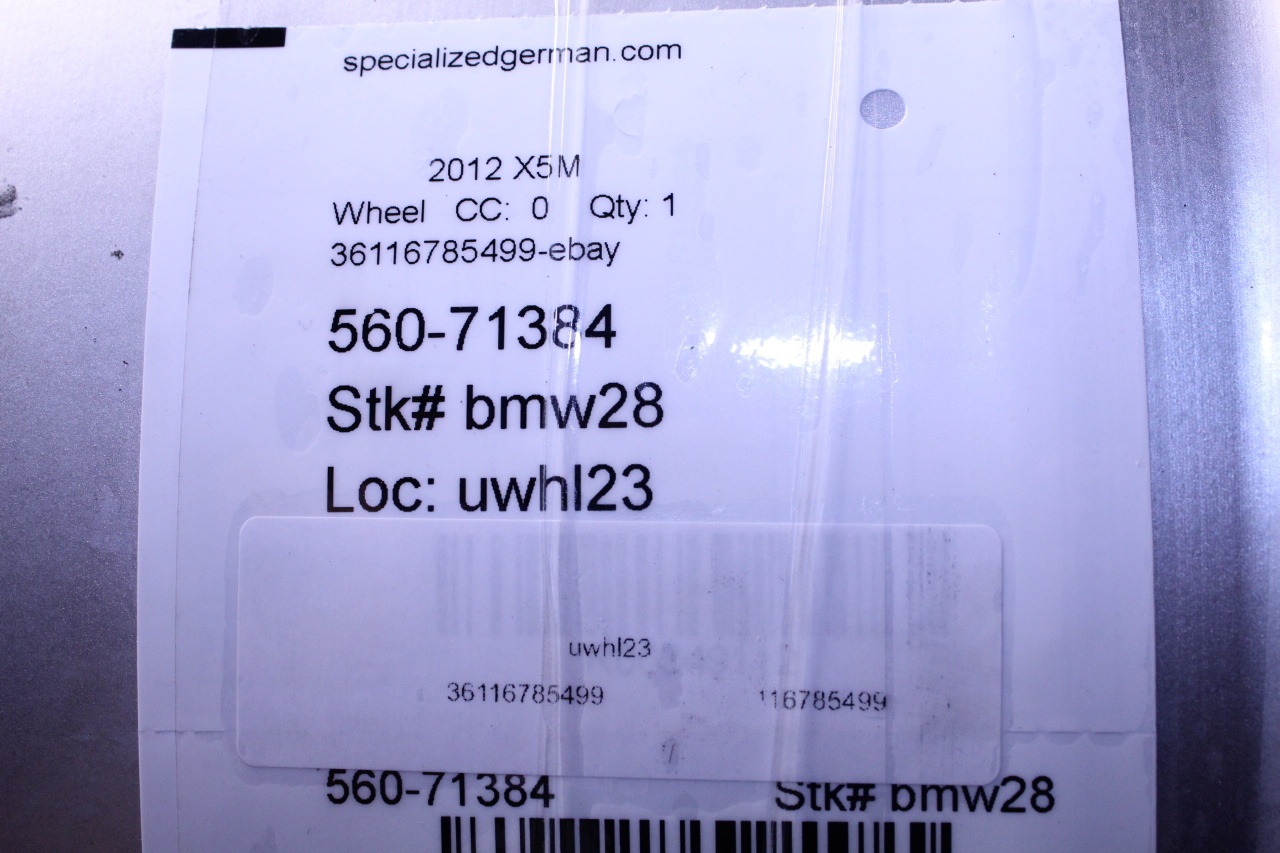 specializedgerman.com
2012 X5M
Wheel CC: 0 Qty: 1
36116785499-ebay
560-71384
Stk# bmw28
Loc: uwhl23
uwhl23
36116785499 116785499
560-71384 Stk# bmw28